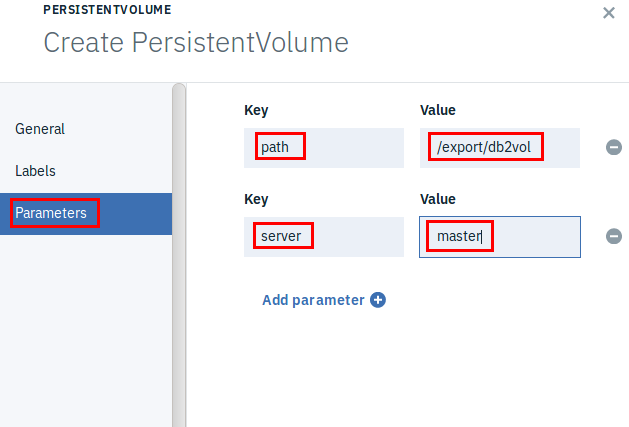 PERSISTENTVOLUME
Create PersistentVolume
General
Labels
Parameters
Key Value
path /export/db2vol
Key Value
server master
Add parameter